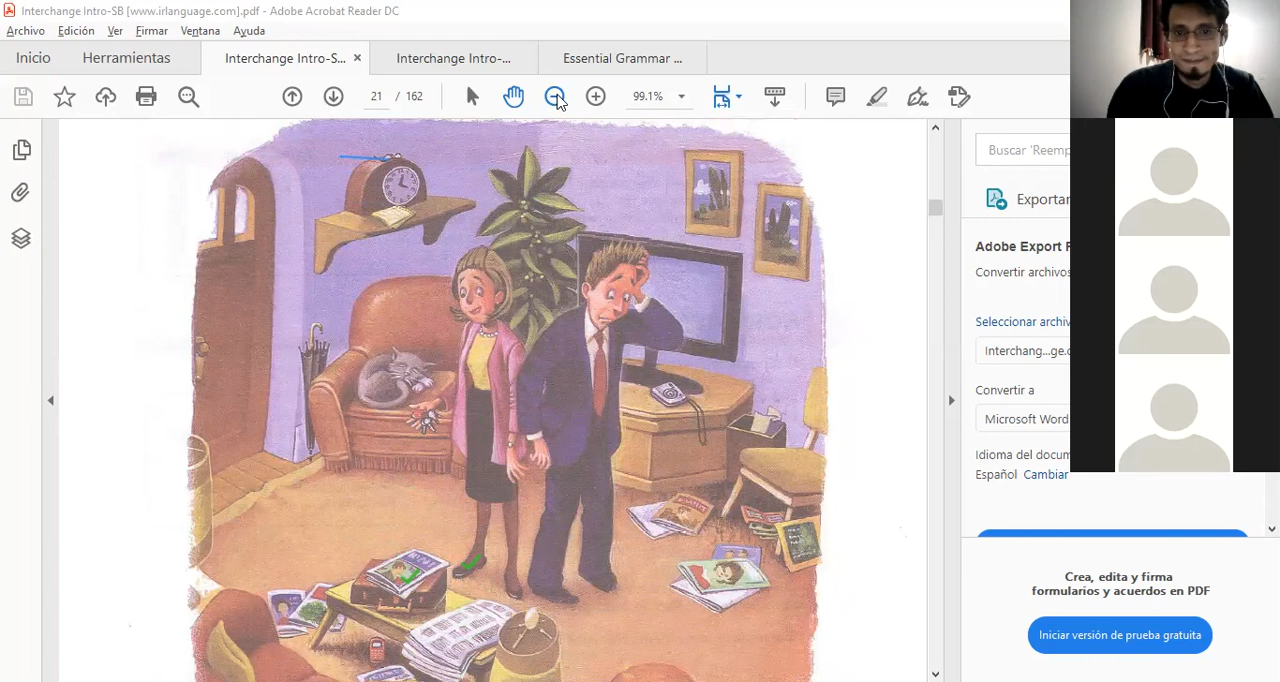 Interchange Intro-SB [www.irlanguage.com].pdf - Adobe Acrobat Reader DC
Archivo Edición Ver Firmar Ventana Ayuda
Inicio Herramientas Interchange Intro-S... × Interchange Intro-... Essential Grammar ...
21 / 162 99.1%
Buscar 'Reemp
Exportar
Adobe Export
Convertir archivos
Seleccionar archiv
Interchang...ge.
Convertir a
Microsoft Word
Idioma del docum
Español Cambiar
Crea, edita y firma
formularios y acuerdos en PDF
Iniciar versión de prueba gratuita